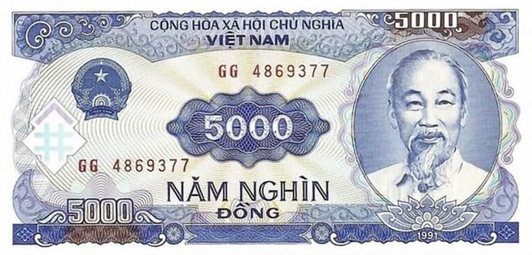 CỘNG HÒA XÃ HỘI CHỦ NGHĨA
VIỆT NAM
5000
GG 4869377
5000
GG 4869377
NĂM NGHÌN
ĐỒNG
5000
1991